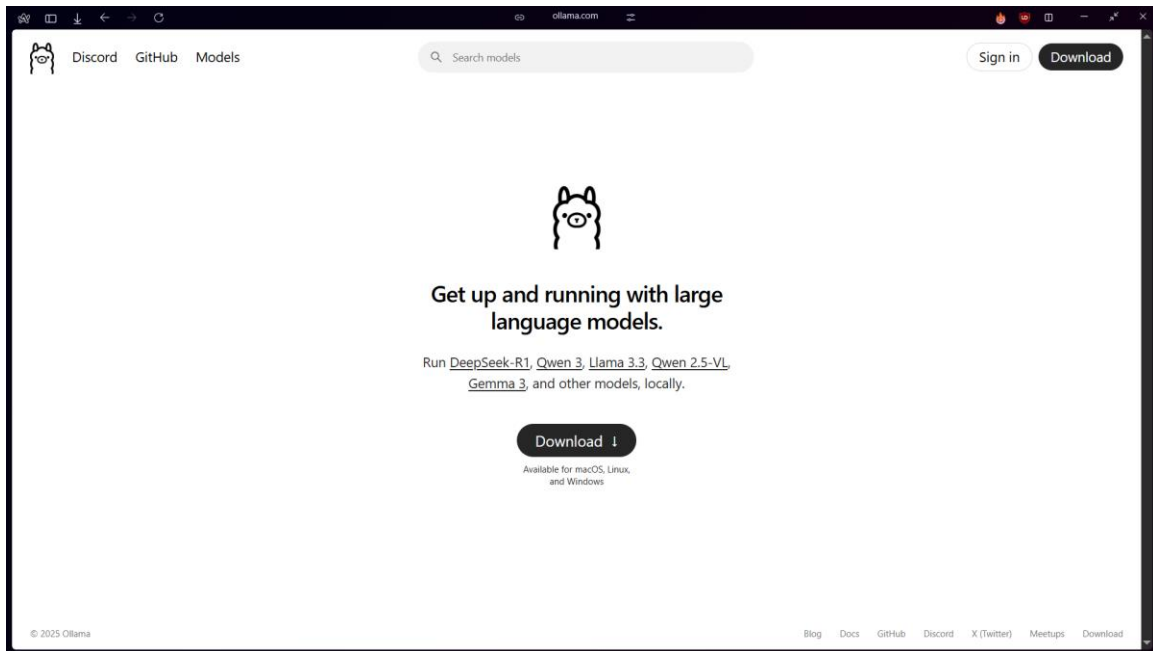 ollama.com
Discord GitHub Models
Search models
Sign in Download
Get up and running with large
language models.
Run DeepSeek-R1, Qwen 3, Llama 3.3, Qwen 2.5-VL,
Gemma 3, and other models, locally.
Download ↓
Available for macOS, Linux,
and Windows
© 2025 Ollama
Blog Docs GitHub Discord X (Twitter) Meetups Download